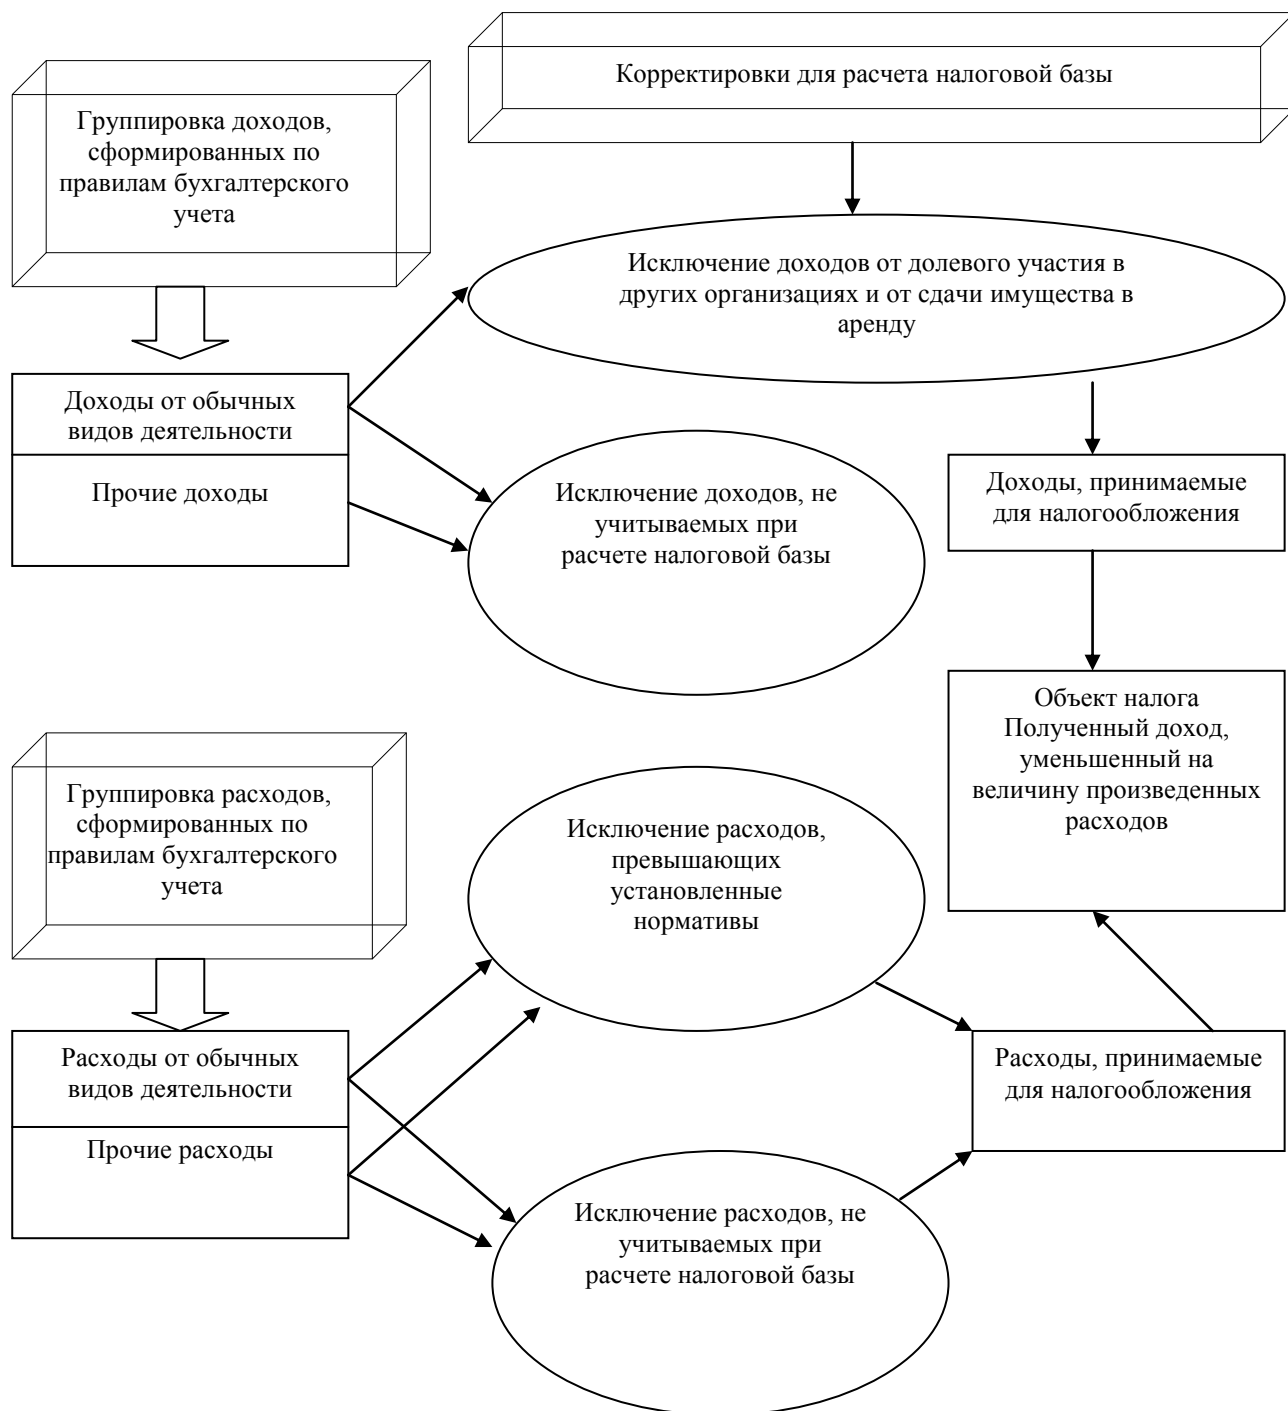 Корректировки для расчета налоговой базы
Группировка доходов,
сформированных по
правилам бухгалтерского
учета
Исключение доходов от долевого участия в
других организациях и от сдачи имущества в
аренду
Доходы от обычных
видов деятельности
Прочие доходы
Исключение доходов, не
учитываемых при
расчете налоговой базы
Доходы, принимаемые
для налогообложения
Объект налога
Полученный доход,
уменьшенный на
величину произведенных
расходов
Группировка расходов,
сформированных по
правилам бухгалтерского
учета
Исключение расходов,
превышающих
установленные
нормативы
Расходы от обычных
видов деятельности
Прочие расходы
Расходы, принимаемые
для налогообложения
Исключение расходов, не
учитываемых при
расчете налоговой базы